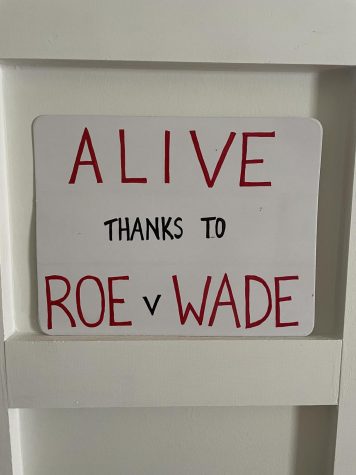 ALIVE
THANKS TO
ROE v WADE